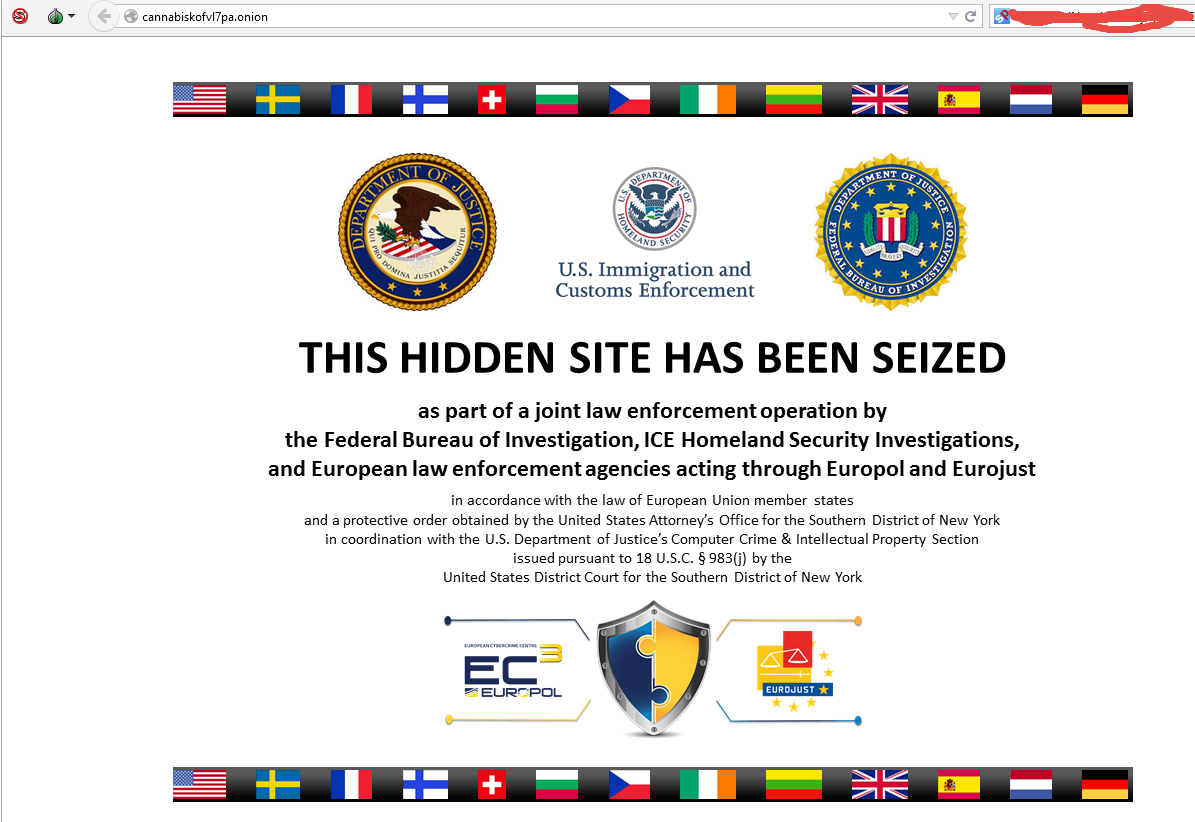 cannabiskofvl7pa.onion
DEPARTMENT OF JUSTICE
QUI PRO DOMINA JUSTITIA SEQUITUR
U.S. DEPARTMENT OF
HOMELAND SECURITY
U.S. Immigration and
Customs Enforcement
DEPARTMENT OF JUSTICE
FIDELITY BRAVERY INTEGRITY
FEDERAL BUREAU OF INVESTIGATION
THIS HIDDEN SITE HAS BEEN SEIZED
as part of a joint law enforcement operation by
the Federal Bureau of Investigation, ICE Homeland Security Investigations,
and European law enforcement agencies acting through Europol and Eurojust
in accordance with the law of European Union member states
and a protective order obtained by the United States Attorney's Office for the Southern District of New York
in coordination with the U.S. Department of Justice's Computer Crime & Intellectual Property Section
issued pursuant to 18 U.S.C. § 983(j) by the
United States District Court for the Southern District of New York
EUROPEAN CYBERCRIME CENTRE
EC3
EUROPOL
EUROJUST